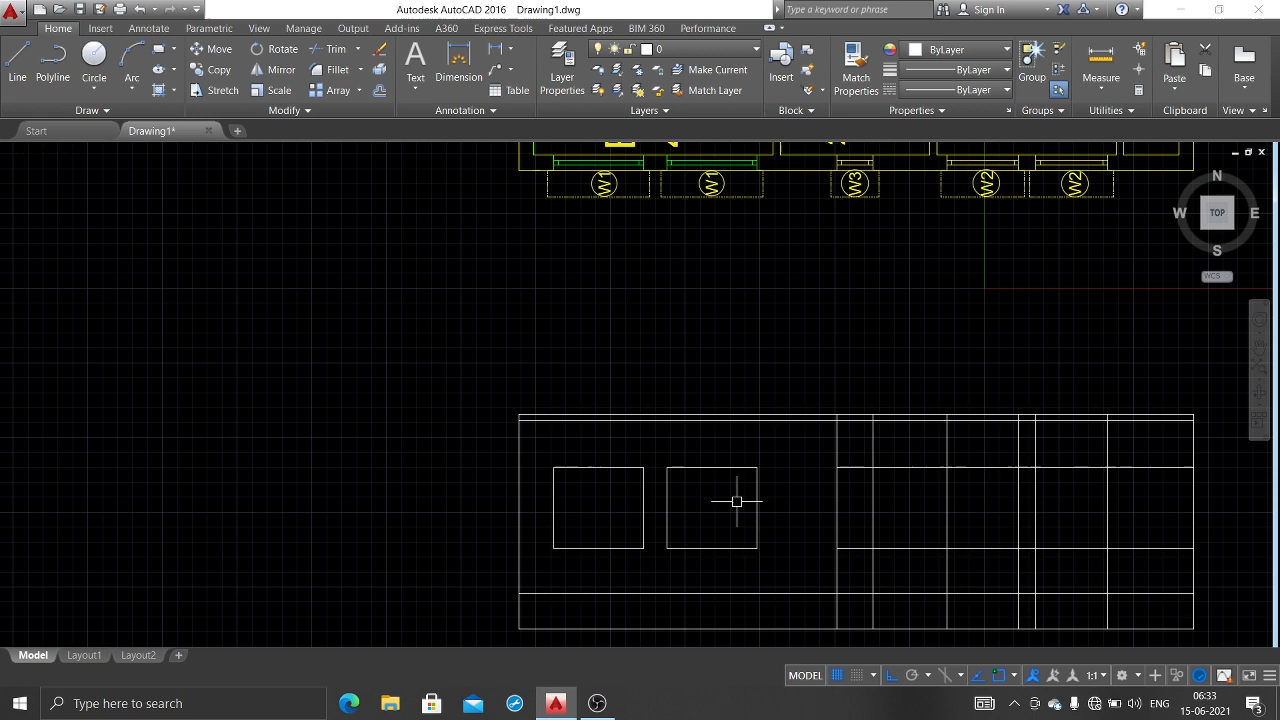 Autodesk AutoCAD 2016 Drawing1.dwg
Type a keyword or phrase
Sign In
Home Insert Annotate Parametric View Manage Output Add-ins A360 Express Tools Featured Apps BIM 360 Performance
Line Polyline Circle Arc
Move Rotate Trim
Copy Mirror Fillet
Stretch Scale Array
Text Dimension Table
Layer Properties
0
Make Current
Match Layer
Insert
Match Properties
ByLayer
ByLayer
ByLayer
Group
Measure
Paste
Base
Draw Modify Annotation Layers Block Properties Groups Utilities Clipboard View
Start Drawing1*
W1 W1 W3 W2 W2
N
W TOP E
S
WCS
Model Layout1 Layout2
MODEL 1:1
Type here to search
ENG
06:33
15-06-2021
3